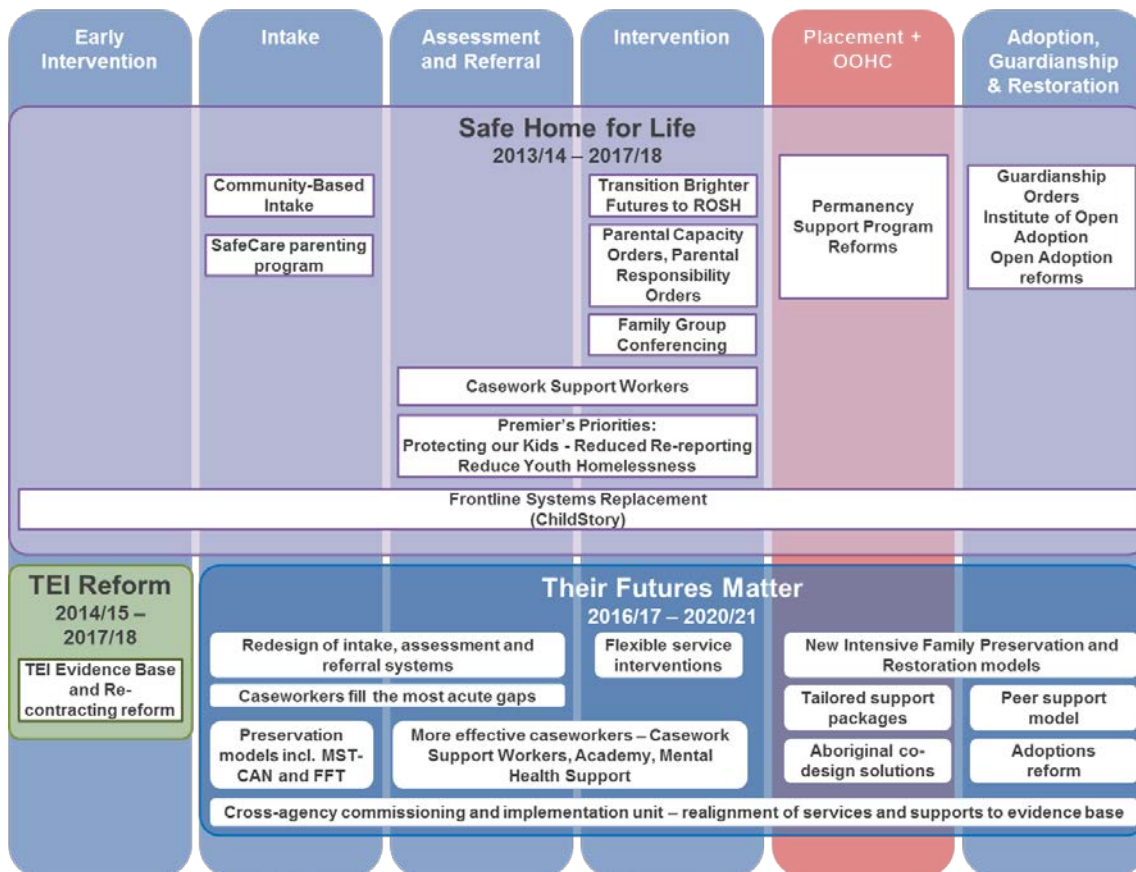 Early
Intervention
Intake
Assessment
and Referral
Intervention
Placement +
OOHC
Adoption,
Guardianship
& Restoration
Safe Home for Life
2013/14 – 2017/18
Community-Based
Intake
SafeCare parenting
program
Transition Brighter
Futures to ROSH
Parental Capacity
Orders, Parental
Responsibility
Orders
Family Group
Conferencing
Permanency
Support Program
Reforms
Guardianship
Orders
Institute of Open
Adoption
Open Adoption
reforms
Casework Support Workers
Premier's Priorities:
Protecting our Kids - Reduced Re-reporting
Reduce Youth Homelessness
Frontline Systems Replacement
(ChildStory)
TEI Reform
2014/15 –
2017/18
TEI Evidence Base
and Re-
contracting reform
Their Futures Matter
2016/17 – 2020/21
Redesign of intake, assessment and
referral systems
Flexible service
interventions
New Intensive Family Preservation and
Restoration models
Caseworkers fill the most acute gaps
Tailored support
packages
Peer support
model
Preservation
models incl. MST-
CAN and FFT
More effective caseworkers – Casework
Support Workers, Academy, Mental
Health Support
Aboriginal co-
design solutions
Adoptions
reform
Cross-agency commissioning and implementation unit – realignment of services and supports to evidence base